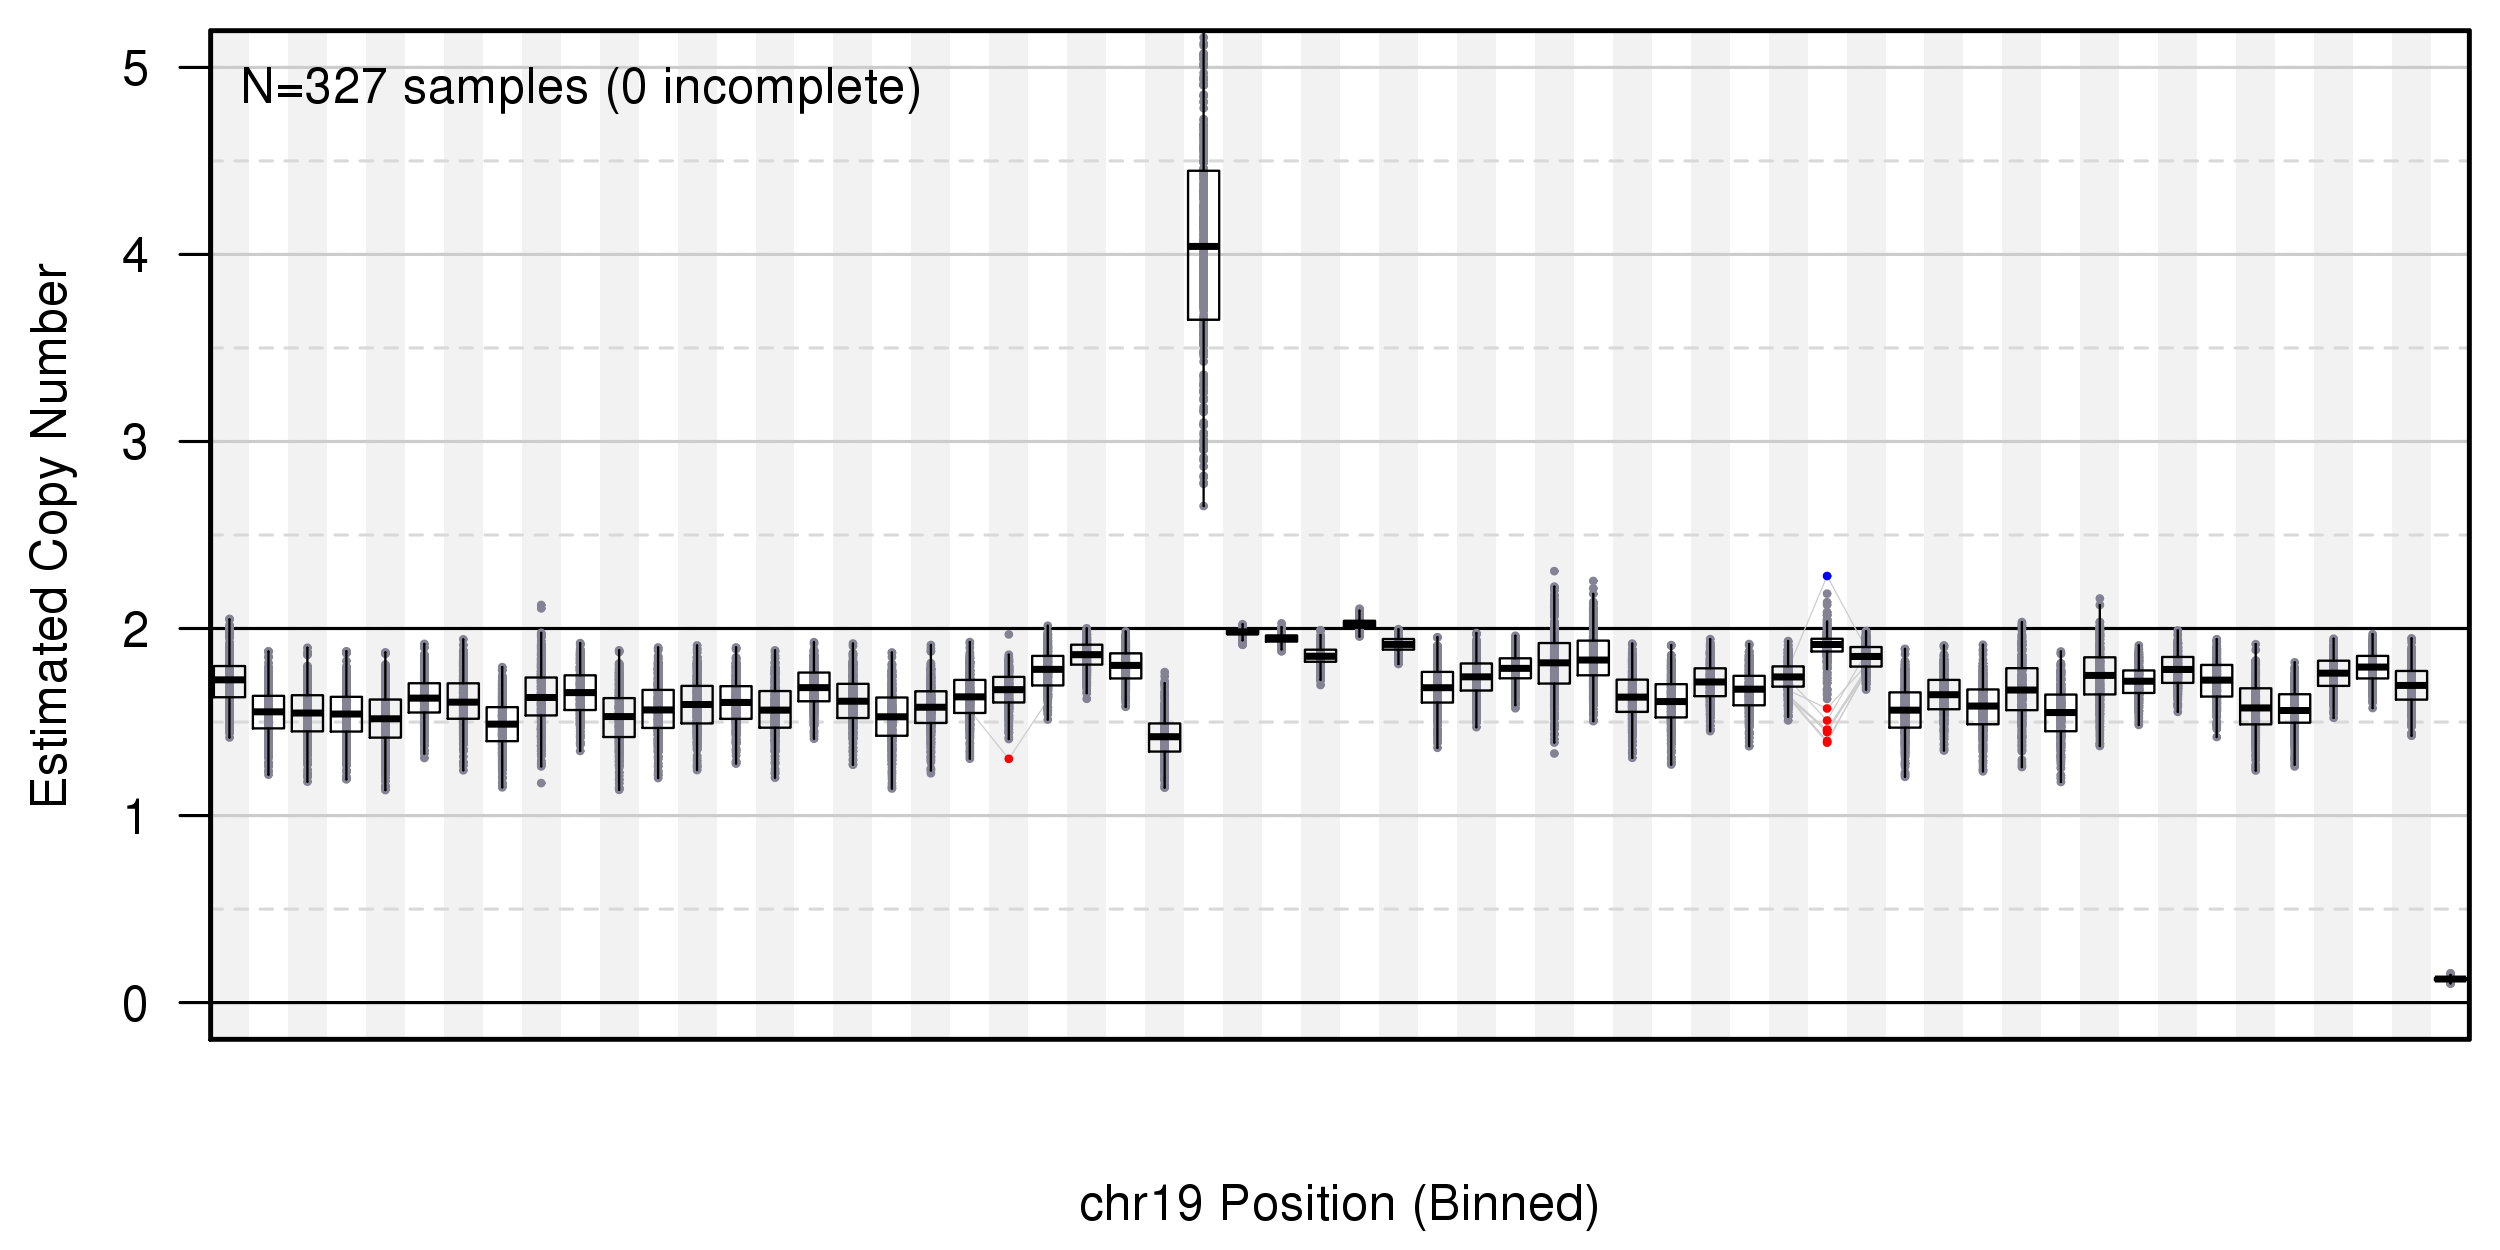 N=327 samples (0 incomplete)
5
4
3
2
1
0
Estimated Copy Number
chr19 Position (Binned)